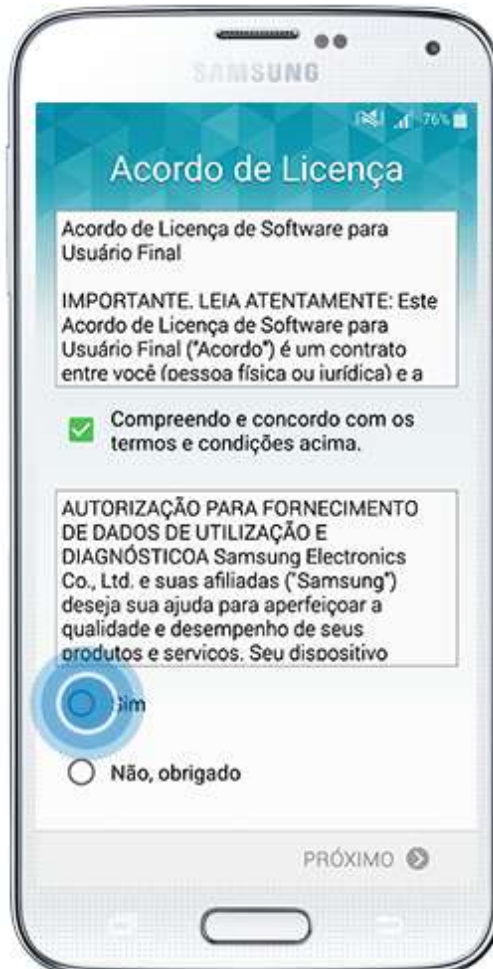 SAMSUNG
76%
Acordo de Licença
Acordo de Licença de Software para
Usuário Final
IMPORTANTE. LEIA ATENTAMENTE: Este
Acordo de Licença de Software para
Usuário Final ("Acordo") é um contrato
entre você (pessoa física ou jurídica) e a
Compreendo e concordo com os
termos e condições acima.
AUTORIZAÇÃO PARA FORNECIMENTO
DE DADOS DE UTILIZAÇÃO E
DIAGNÓSTICOA Samsung Electronics
Co., Ltd. e suas afiliadas ("Samsung")
deseja sua ajuda para aperfeiçoar a
qualidade e desempenho de seus
produtos e serviços. Seu dispositivo
Sim
Não, obrigado
PRÓXIMO